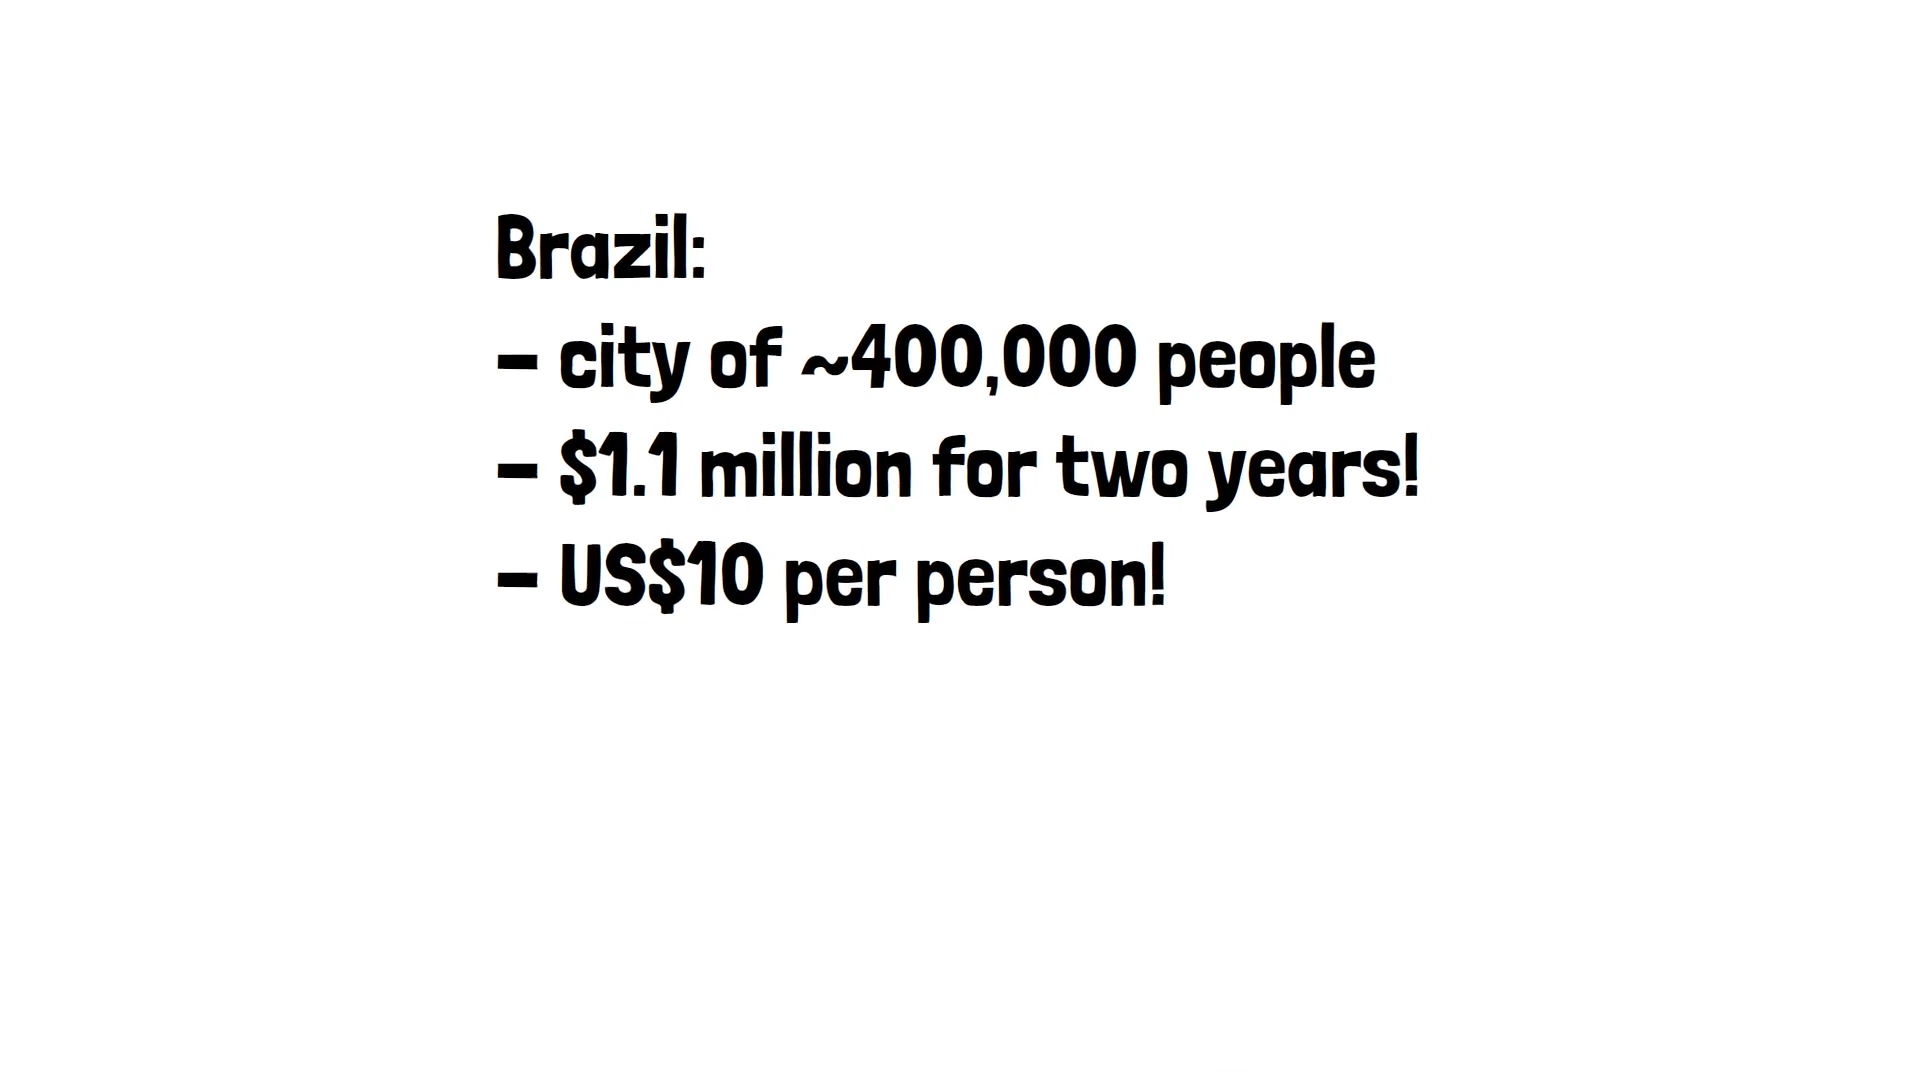 Brazil:
- city of ~400,000 people
- $1.1 million for two years!
- US$10 per person!